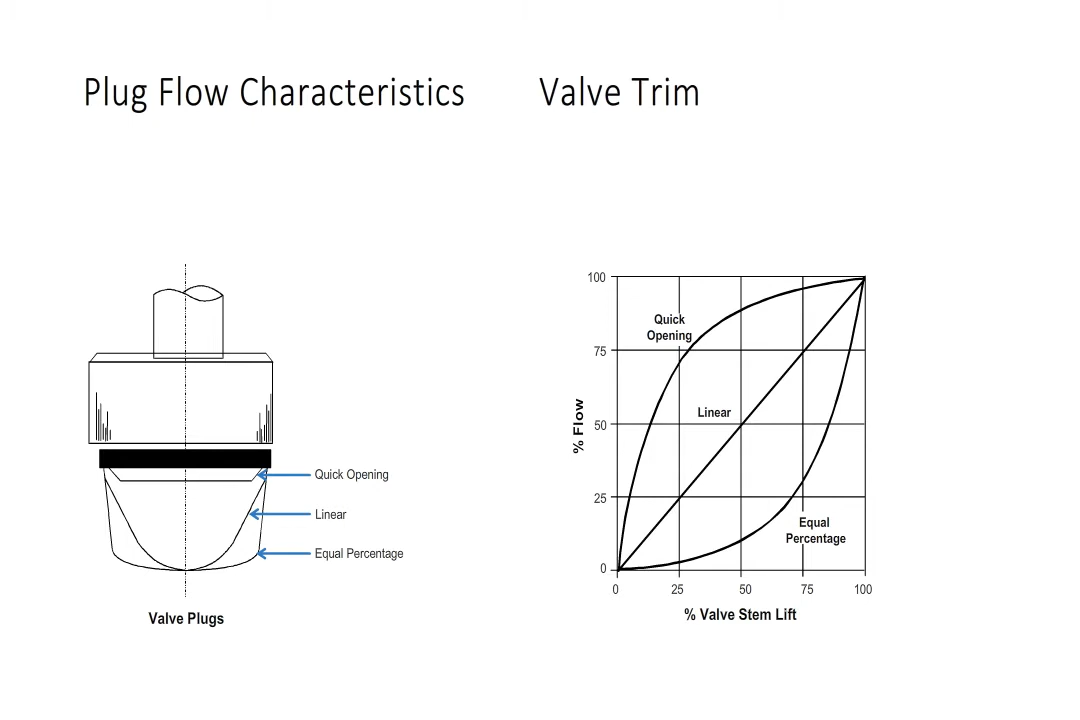 Plug Flow Characteristics
Valve Trim
Quick Opening
Linear
Equal Percentage
Valve Plugs
100
75
50
25
0
% Flow
Quick
Opening
Linear
Equal
Percentage
0 25 50 75 100
% Valve Stem Lift